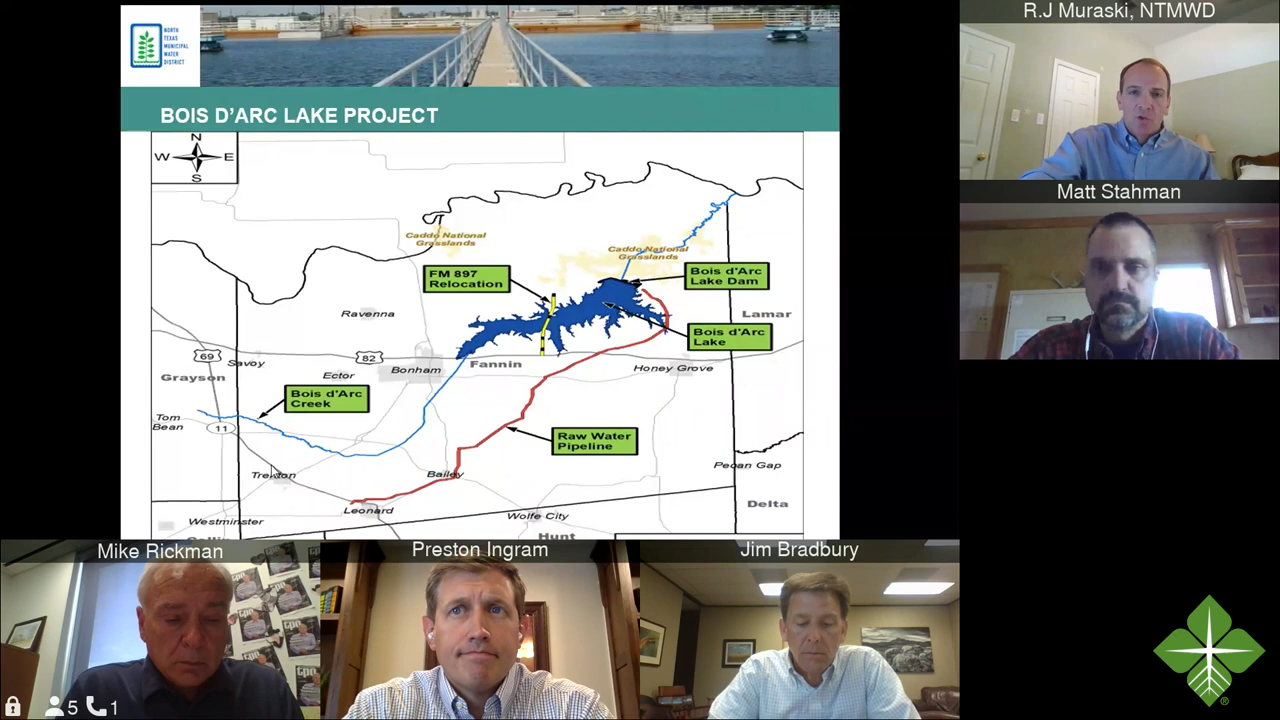 NORTH
TEXAS
MUNICIPAL
WATER
DISTRICT
R.J Muraski, NTMWD
BOIS D'ARC LAKE PROJECT
N
W E
S
Matt Stahman
Caddo National
Grasslands
Caddo National
Grasslands
FM 897
Relocation
Bois d'Arc
Lake Dam
Ravenna
Bois d'Arc
Lake
Lamar
69
Savoy
82
Grayson
Ector
Bonham
Fannin
Honey Grove
Bois d'Arc
Creek
Tom
Bean
11
Raw Water
Pipeline
Trenton
Bailey
Pecan Gap
Leonard
Delta
Westminster
Wolfe City
Hunt
Mike Rickman
Preston Ingram
Jim Bradbury
cpo
5 1
®